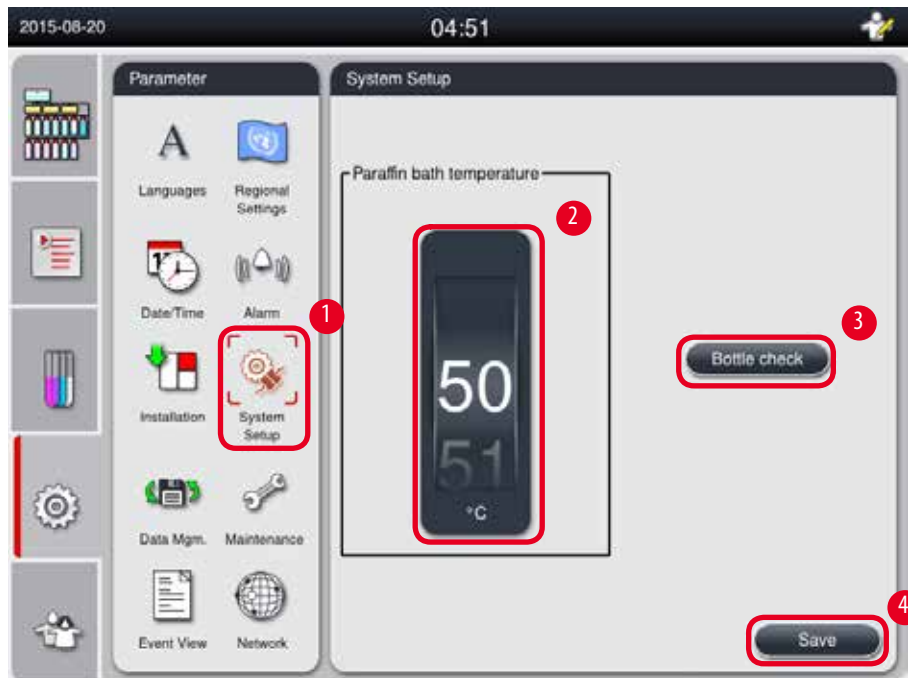 2015-08-20
04:51
Parameter
System Setup
A
Languages
Regional
Settings
Date/Time
Alarm
Installation
System
Setup
Data Mgm.
Maintenance
Event View
Network
Paraffin bath temperature
50
51
°C
Bottle check
Save
1
2
3
4